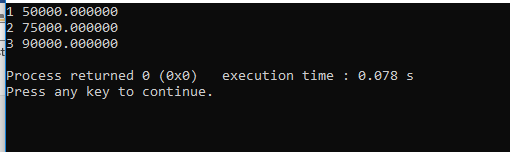 1 50000.000000
2 75000.000000
3 90000.000000
Process returned 0 (0x0)   execution time : 0.078 s
Press any key to continue.